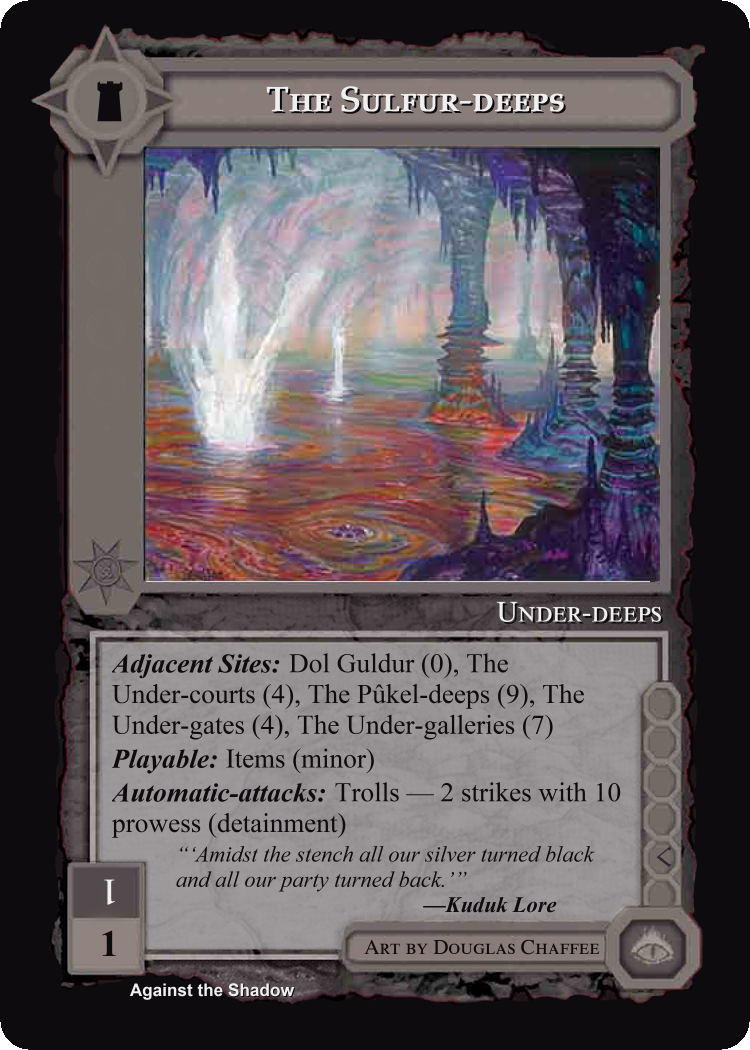 The Sulfur-deeps
Under-deeps
Adjacent Sites: Dol Guldur (0), The
Under-courts (4), The Pûkel-deeps (9), The
Under-gates (4), The Under-galleries (7)
Playable: Items (minor)
Automatic-attacks: Trolls — 2 strikes with 10
prowess (detainment)
“‘Amidst the stench all our silver turned black
and all our party turned back.’”
—Kuduk Lore
1
1
Art by Douglas Chaffee
Against the Shadow